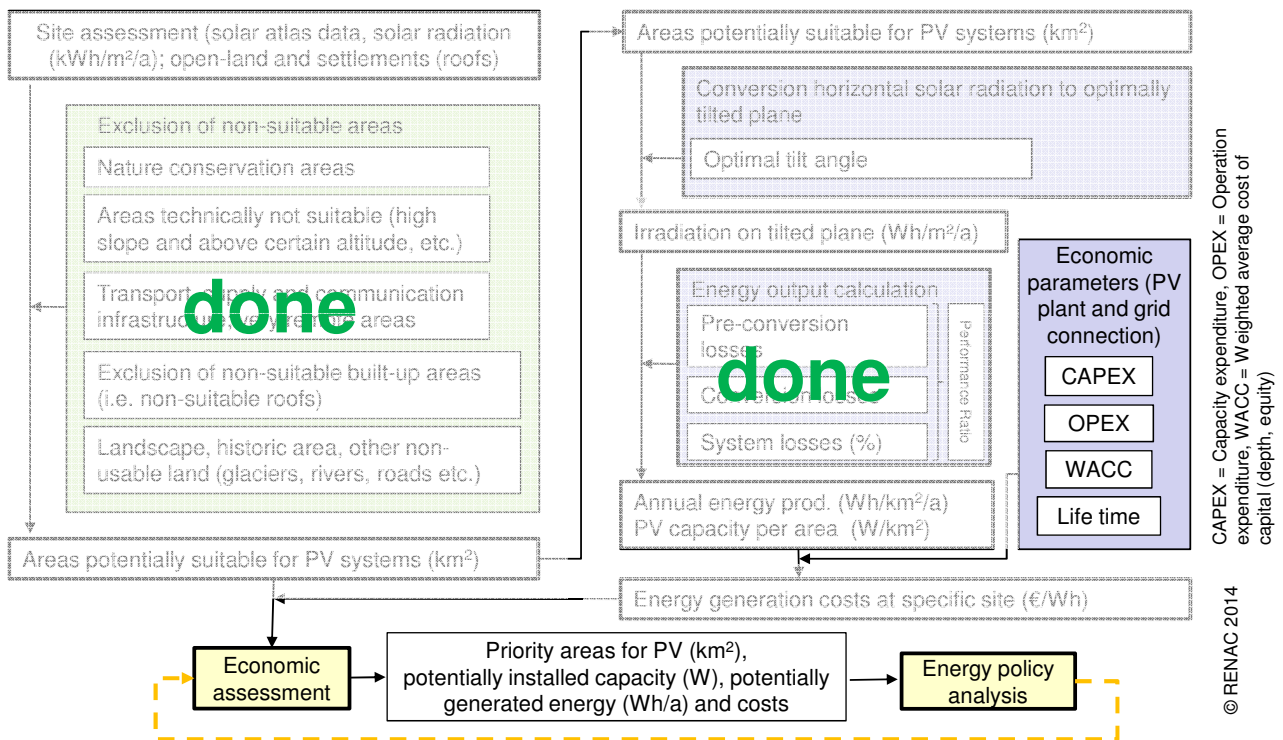 Site assessment (solar atlas data, solar radiation
(kWh/m²/a); open-land and settlements (roofs)
Exclusion of non-suitable areas
Nature conservation areas
Areas technically not suitable (high
slope and above certain altitude, etc.)
Transport, supply and communication
infrastructure, very remote areas
done
Exclusion of non-suitable built-up areas
(i.e. non-suitable roofs)
Landscape, historic area, other non-
usable land (glaciers, rivers, roads etc.)
Areas potentially suitable for PV systems (km²)
Areas potentially suitable for PV systems (km²)
Conversion horizontal solar radiation to optimally
tilted plane
Optimal tilt angle
Irradiation on tilted plane (Wh/m²/a)
Energy output calculation
Pre-conversion
losses
Conversion losses
System losses (%)
Performance Ratio
done
Annual energy prod. (Wh/km²/a)
PV capacity per area (W/km²)
Economic
parameters (PV
plant and grid
connection)
CAPEX
OPEX
WACC
Life time
Energy generation costs at specific site (€/Wh)
Economic
assessment
Priority areas for PV (km²),
potentially installed capacity (W), potentially
generated energy (Wh/a) and costs
Energy policy
analysis
CAPEX = Capacity expenditure, OPEX = Operation
expenditure, WACC = Weighted average cost of
capital (depth, equity)
© RENAC 2014